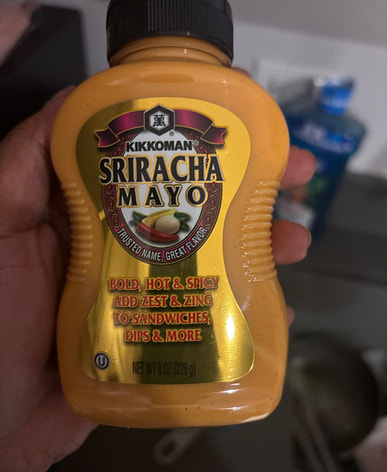 萬
®
KIKKOMAN
SRIRACHA
MAYO
TRUSTED NAME, GREAT FLAVOR
BOLD, HOT & SPICY
ADD ZEST & ZING
TO SANDWICHES,
DIPS & MORE
U
NET WT 8 OZ (226 g)